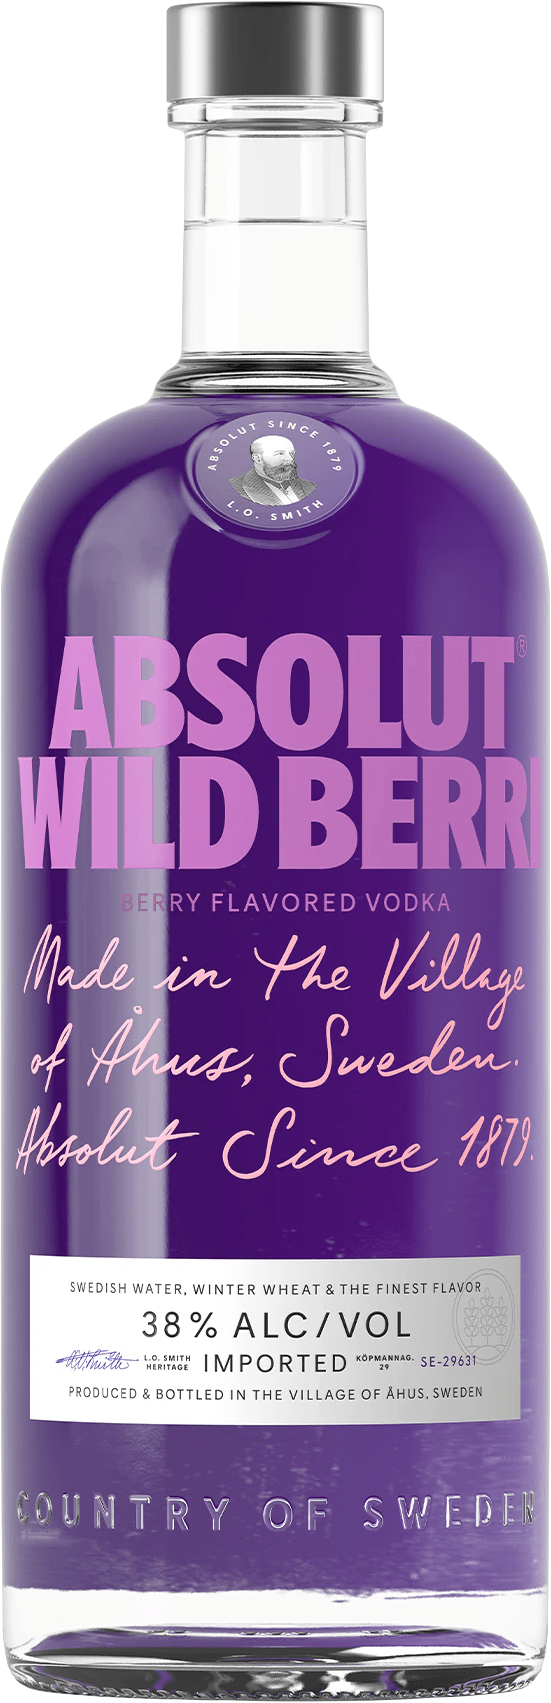 ABSOLUT SINCE 1879
L.O. SMITH
ABSOLUT®
WILD BERRI
BERRY FLAVORED VODKA
Made in the Village
of Åhus, Sweden.
Absolut Since 1879.
SWEDISH WATER, WINTER WHEAT & THE FINEST FLAVOR
38% ALC/VOL
L.O. SMITH HERITAGE IMPORTED KÖPMANNAG. 29 SE-29631
PRODUCED & BOTTLED IN THE VILLAGE OF ÅHUS, SWEDEN
COUNTRY OF SWEDEN